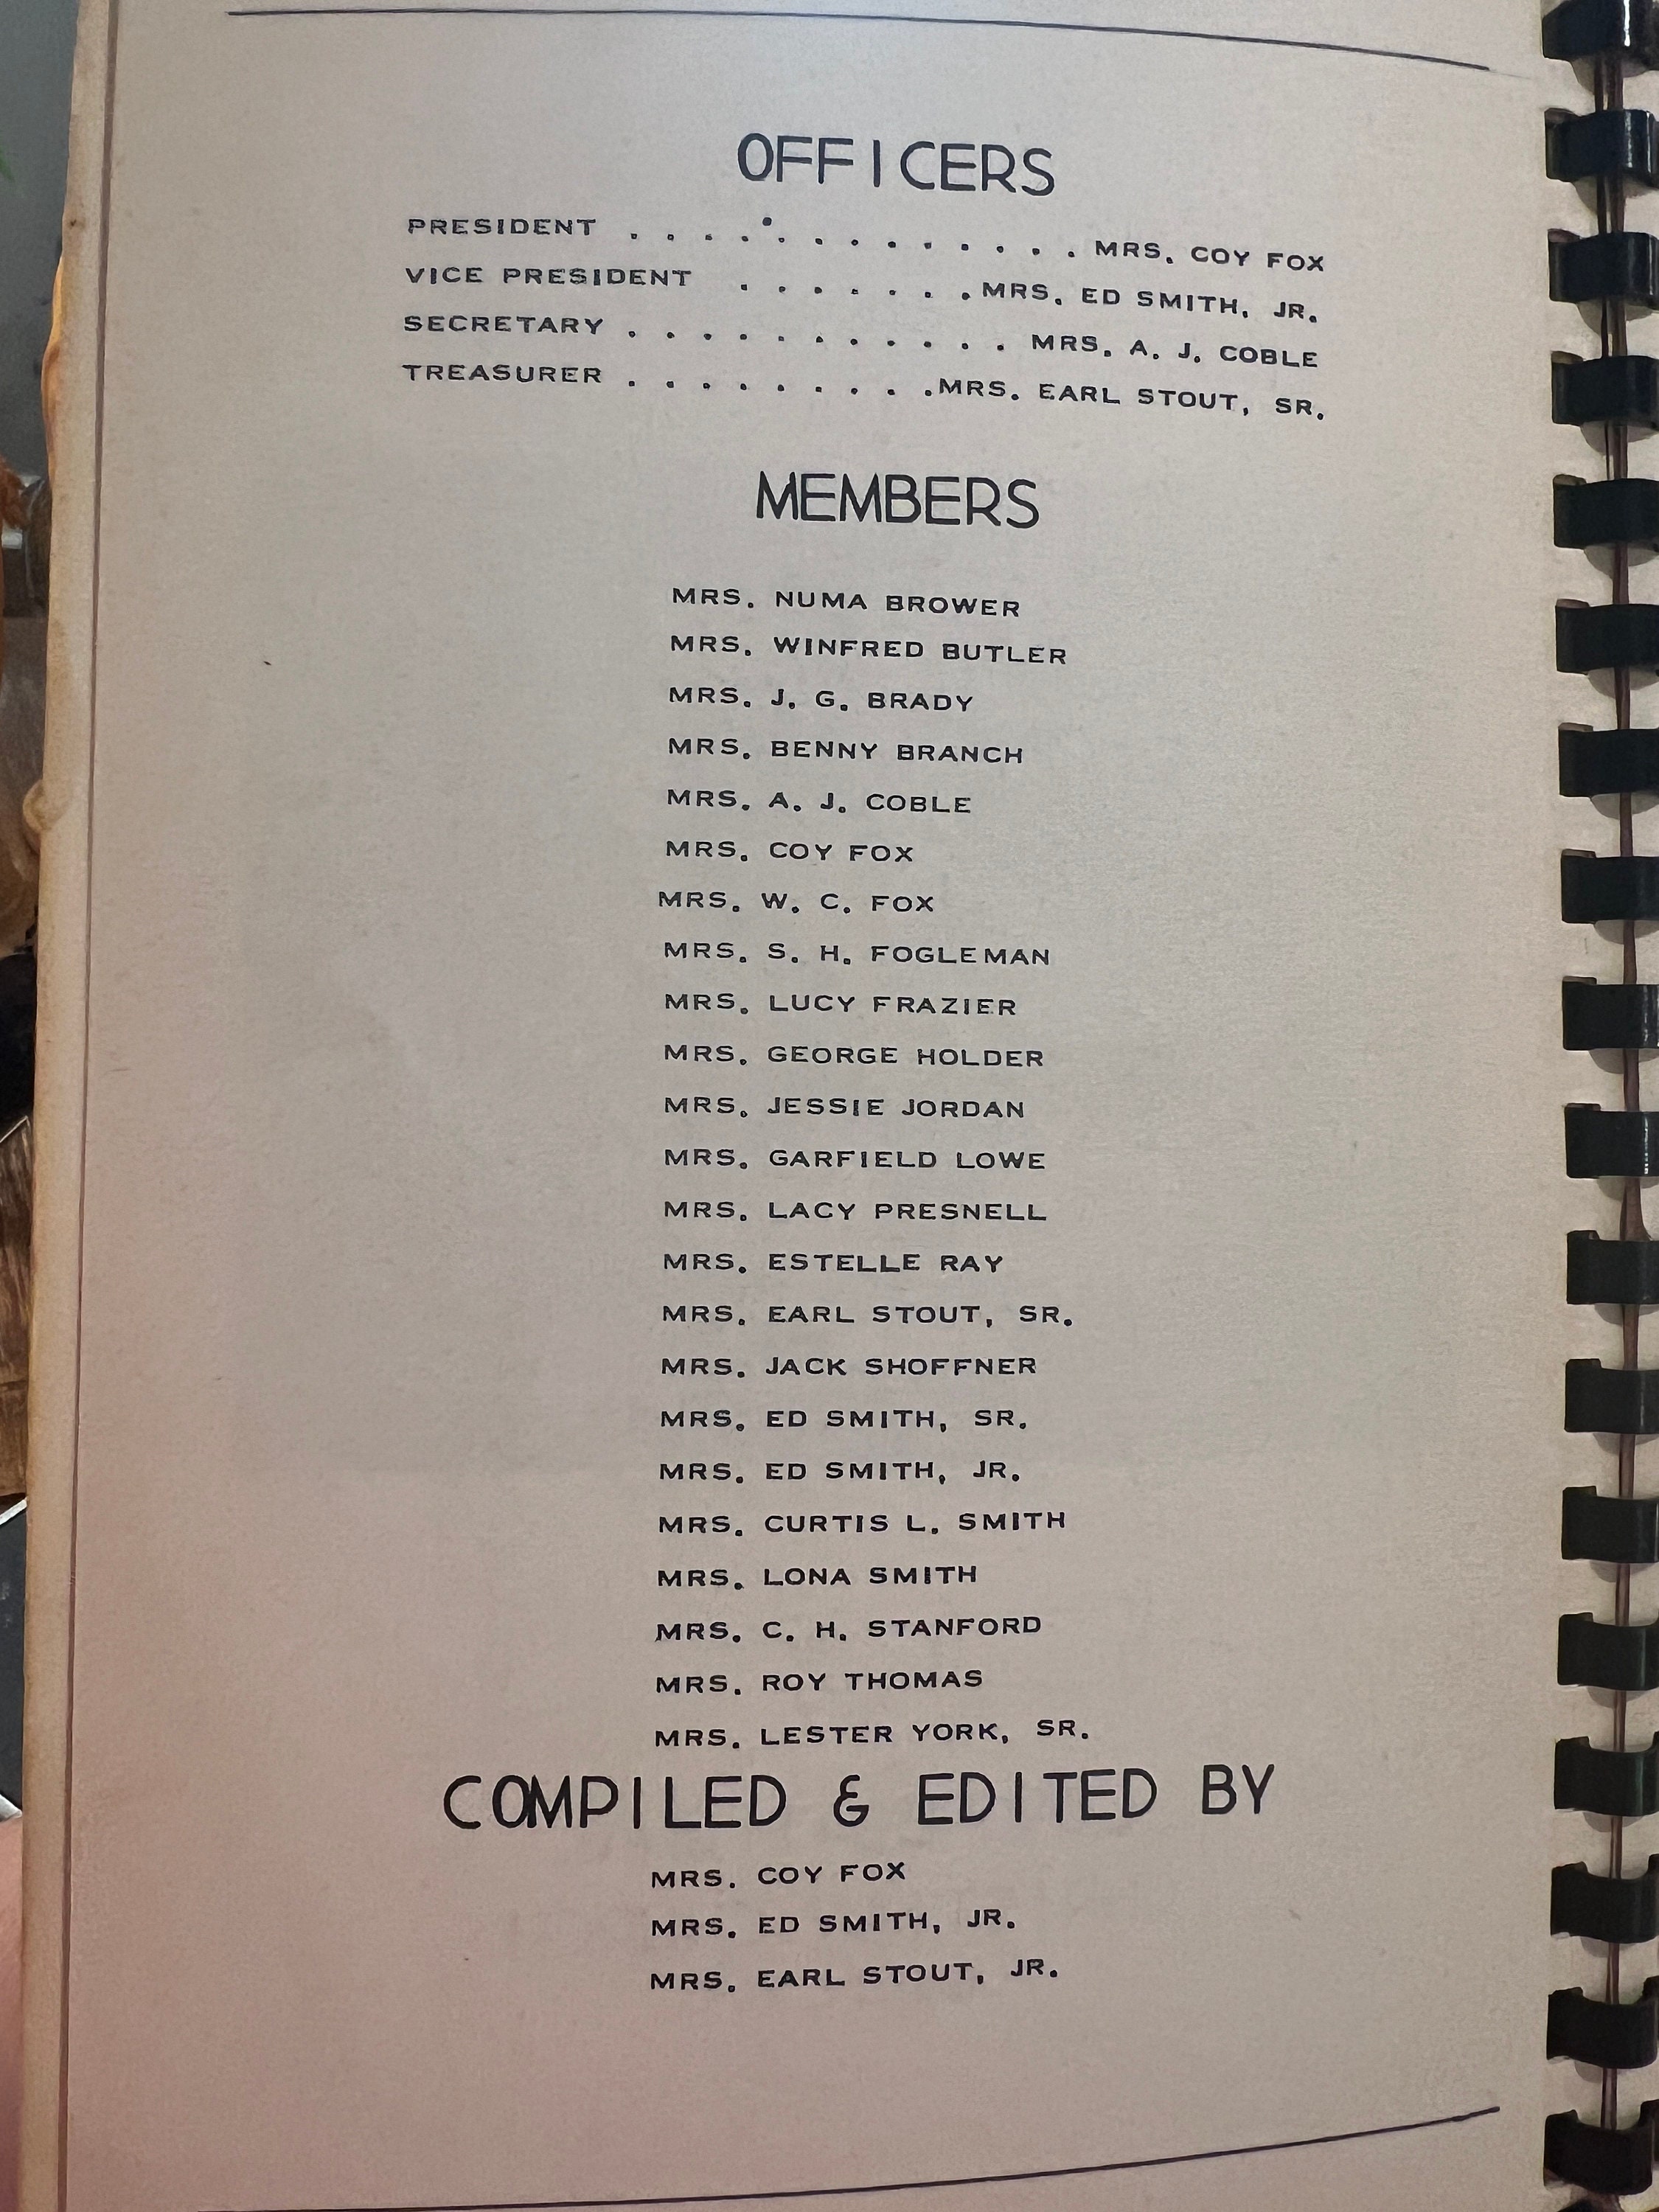 OFFICERS
PRESIDENT . . . . . . . . . . . . . MRS. COY FOX
VICE PRESIDENT . . . . . . . MRS. ED SMITH, JR.
SECRETARY . . . . . . . . . . . MRS. A. J. COBLE
TREASURER . . . . . . . . . MRS. EARL STOUT, SR.
MEMBERS
MRS. NUMA BROWER
MRS. WINFRED BUTLER
MRS. J. G. BRADY
MRS. BENNY BRANCH
MRS. A. J. COBLE
MRS. COY FOX
MRS. W. C. FOX
MRS. S. H. FOGLEMAN
MRS. LUCY FRAZIER
MRS. GEORGE HOLDER
MRS. JESSIE JORDAN
MRS. GARFIELD LOWE
MRS. LACY PRESNELL
MRS. ESTELLE RAY
MRS. EARL STOUT, SR.
MRS. JACK SHOFFNER
MRS. ED SMITH, SR.
MRS. ED SMITH, JR.
MRS. CURTIS L. SMITH
MRS. LONA SMITH
MRS. C. H. STANFORD
MRS. ROY THOMAS
MRS. LESTER YORK, SR.
COMPILED & EDITED BY
MRS. COY FOX
MRS. ED SMITH, JR.
MRS. EARL STOUT, JR.